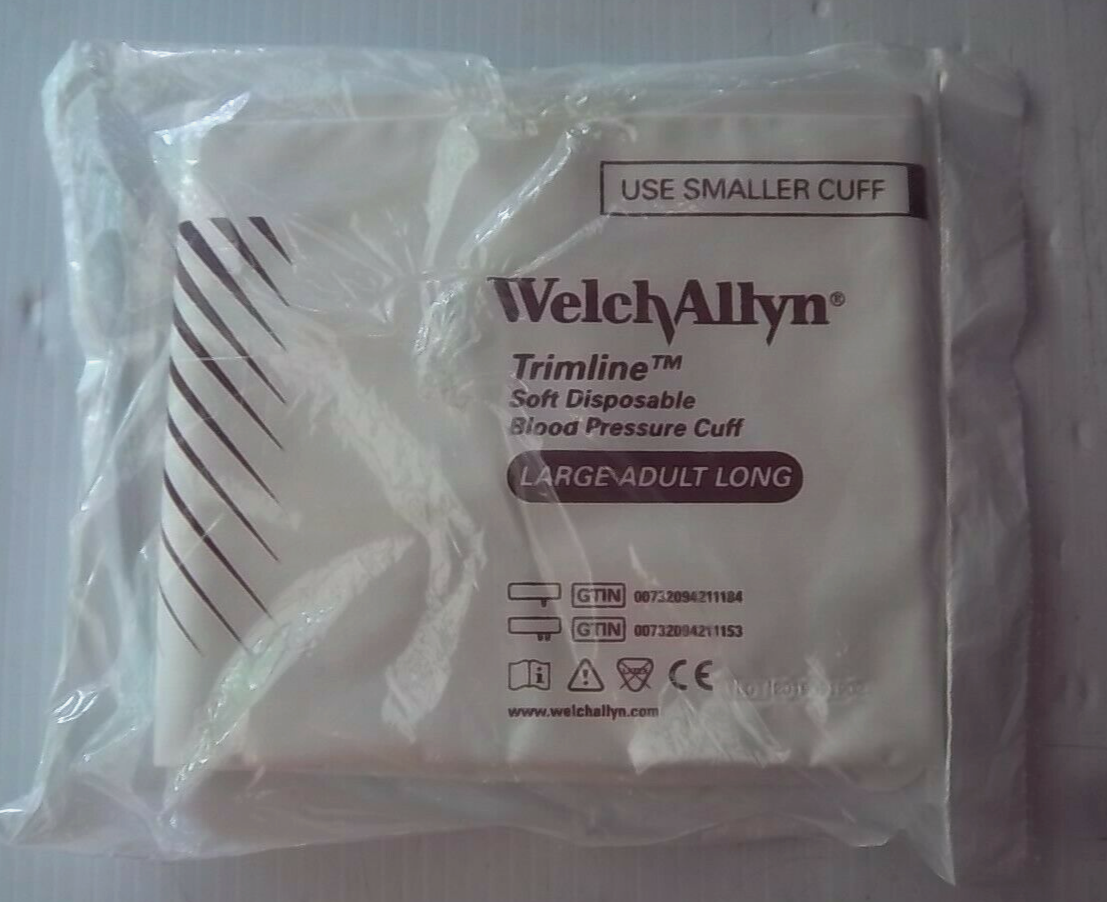 USE SMALLER CUFF
WelchAllyn®
Trimline™
Soft Disposable
Blood Pressure Cuff
LARGE ADULT LONG
GTIN 00732094211184
GTIN 00732094211153
LATEX
CE
www.welchallyn.com